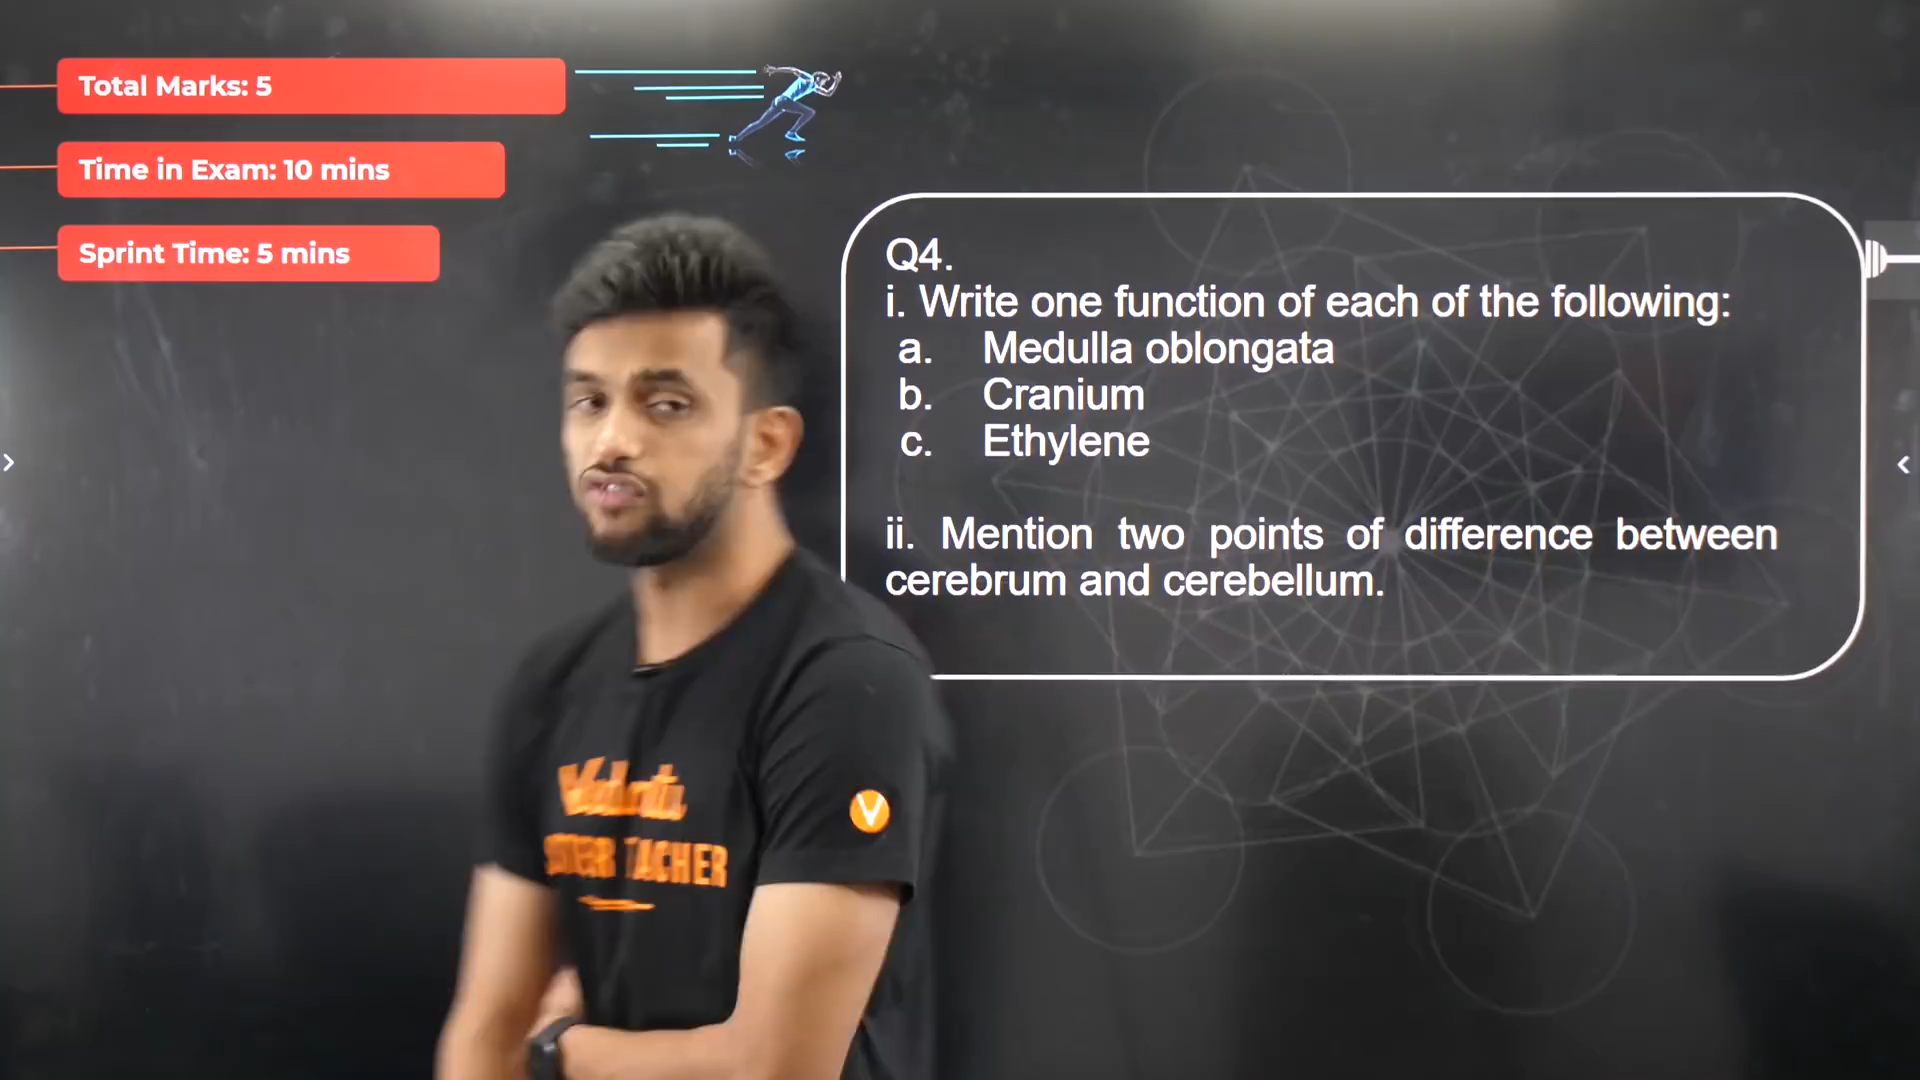 Total Marks: 5
Time in Exam: 10 mins
Sprint Time: 5 mins
Q4.
i. Write one function of each of the following:
a. Medulla oblongata
b. Cranium
c. Ethylene
ii. Mention two points of difference between
cerebrum and cerebellum.
V